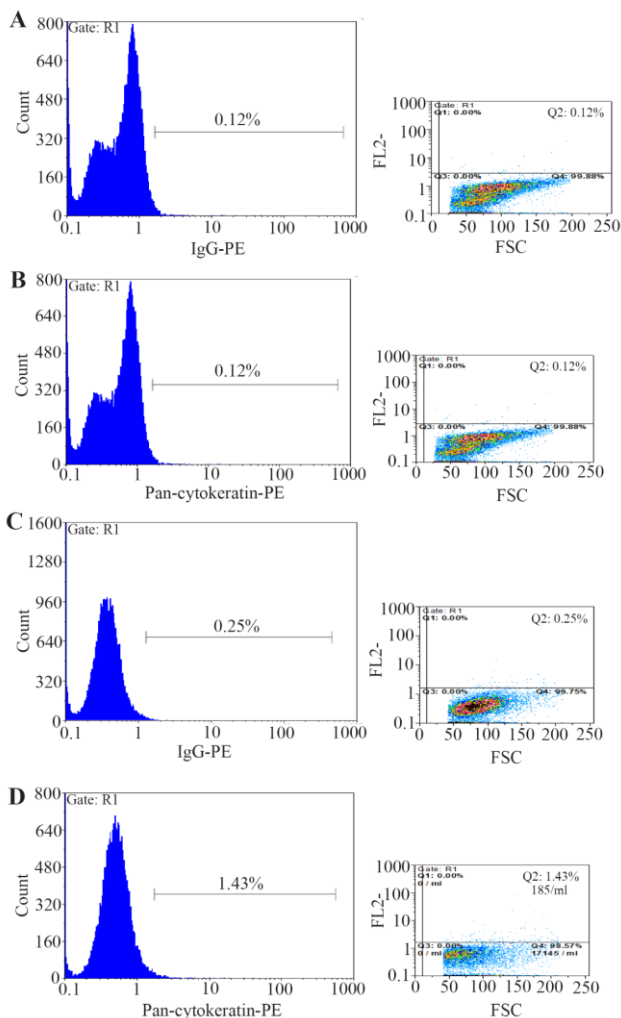 A
Gate: R1
800
640
480
320
160
0
Count
0.12%
0.1 1 10 100 1000
IgG-PE
Gate: R1
Q1: 0.00%
Q2: 0.12%
Q3: 0.00%
Q4: 99.88%
1000
100
10
1
0.1
FL2-
0 50 100 150 200 250
FSC
B
Gate: R1
800
640
480
320
160
0
Count
0.12%
0.1 1 10 100 1000
Pan-cytokeratin-PE
Gate: R1
Q1: 0.00%
Q2: 0.12%
Q3: 0.00%
Q4: 99.88%
1000
100
10
1
0.1
FL2-
50 100 150 200 250
FSC
C
Gate: R1
1600
1280
960
640
320
0
Count
0.25%
0.1 1 10 100 1000
IgG-PE
Gate: R1
Q1: 0.00%
Q2: 0.25%
Q3: 0.00%
Q4: 99.75%
1000
100
10
1
0.1
FL2-
50 100 150 200 250
FSC
D
Gate: R1
800
640
480
320
160
0
Count
1.43%
0.1 1 10 100 1000
Pan-cytokeratin-PE
Gate: R1
Q1: 0.00%
0 / ml
Q2: 1.43%
185/ml
Q3: 0.00%
0 / ml
Q4: 98.57%
17145 / ml
1000
100
10
1
0.1
FL2-
50 100 150 200 250
FSC